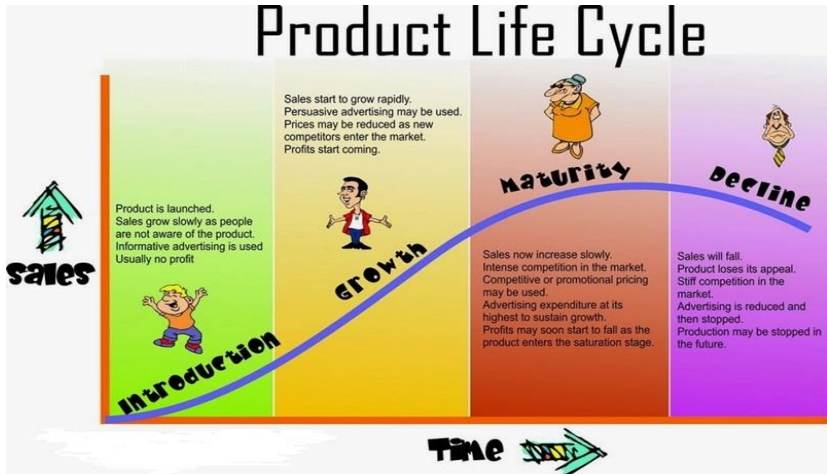 Product Life Cycle
Sales start to grow rapidly.
Persuasive advertising may be used.
Prices may be reduced as new
competitors enter the market.
Profits start coming.
Product is launched.
Sales grow slowly as people
are not aware of the product.
Informative advertising is used
Usually no profit
Sales now increase slowly.
Intense competition in the market.
Competitive or promotional pricing
may be used.
Advertising expenditure at its
highest to sustain growth.
Profits may soon start to fall as the
product enters the saturation stage.
Sales will fall.
Product loses its appeal.
Stiff competition in the
market.
Advertising is reduced and
then stopped.
Production may be stopped in
the future.
Introduction
Growth
Maturity
Decline
Sales
Time